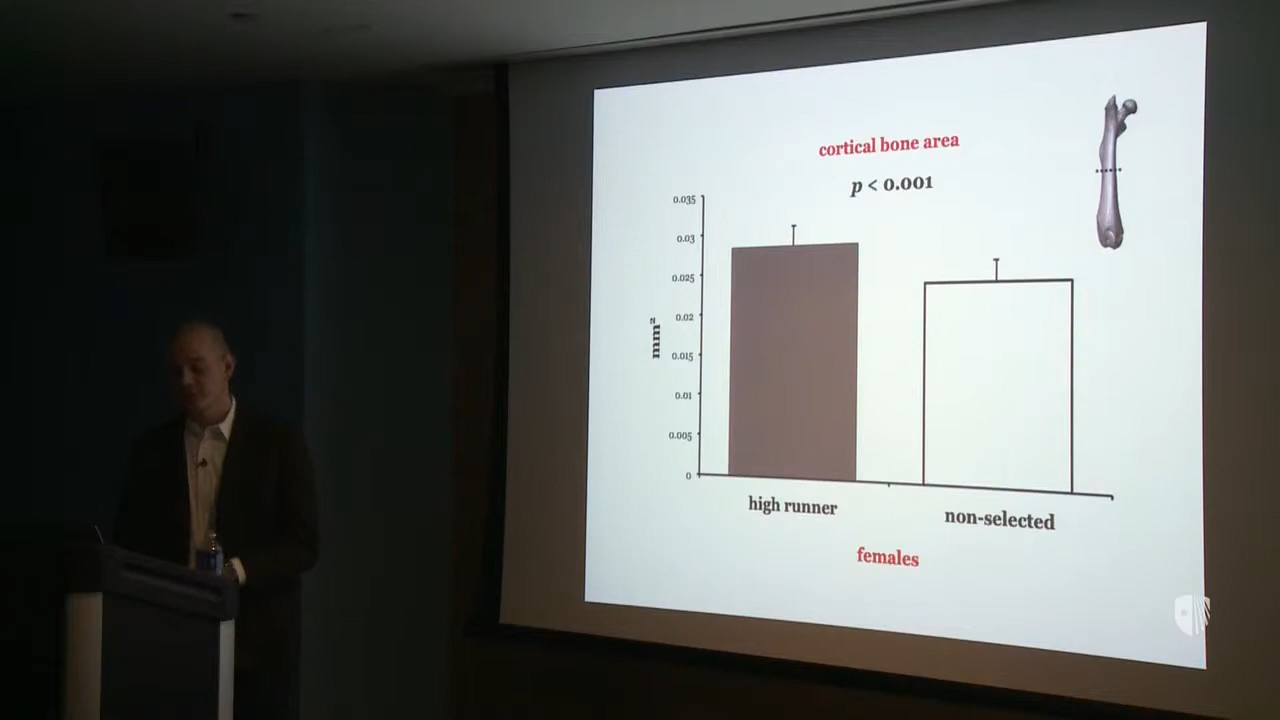 cortical bone area
p < 0.001
0.035
0.03
0.025
0.02
0.015
0.01
0.005
0
mm²
high runner
non-selected
females